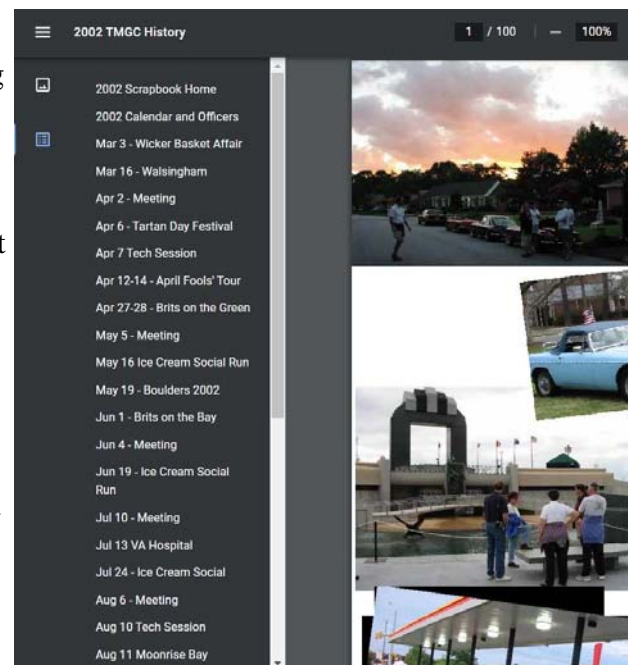 2002 TMGC History
1 / 100
100%
2002 Scrapbook Home
2002 Calendar and Officers
Mar 3 - Wicker Basket Affair
Mar 16 - Walsingham
Apr 2 - Meeting
Apr 6 - Tartan Day Festival
Apr 7 Tech Session
Apr 12-14 - April Fools' Tour
Apr 27-28 - Brits on the Green
May 5 - Meeting
May 16 Ice Cream Social Run
May 19 - Boulders 2002
Jun 1 - Brits on the Bay
Jun 4 - Meeting
Jun 19 - Ice Cream Social
Run
Jul 10 - Meeting
Jul 13 VA Hospital
Jul 24 - Ice Cream Social
Aug 6 - Meeting
Aug 10 Tech Session
Aug 11 Moonrise Bay